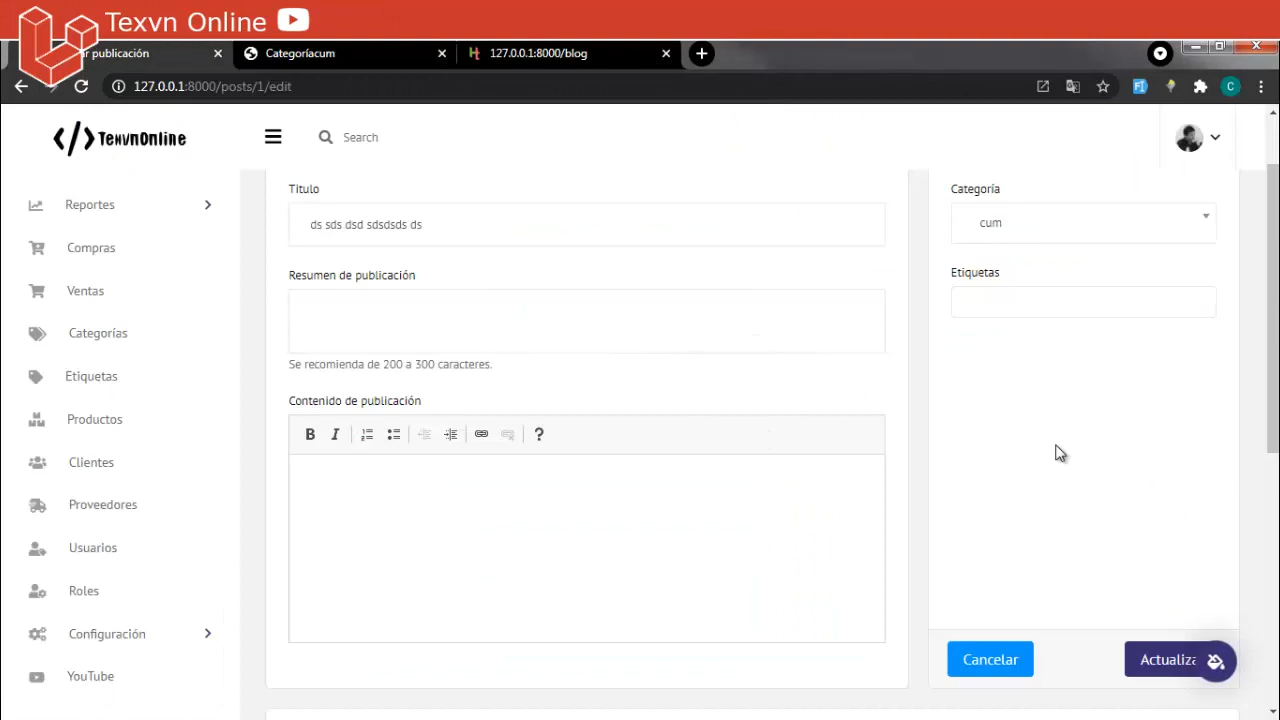 Texvn Online
r publicación
Categoríacum
127.0.0.1:8000/blog
127.0.0.1:8000/posts/1/edit
C
TexvnOnline
Search
Reportes
Compras
Ventas
Categorías
Etiquetas
Productos
Clientes
Proveedores
Usuarios
Roles
Configuración
YouTube
Titulo
ds sds dsd sdsdsds ds
Resumen de publicación
Se recomienda de 200 a 300 caracteres.
Contenido de publicación
B I ?
Categoría
cum
Etiquetas
Cancelar
Actualiza